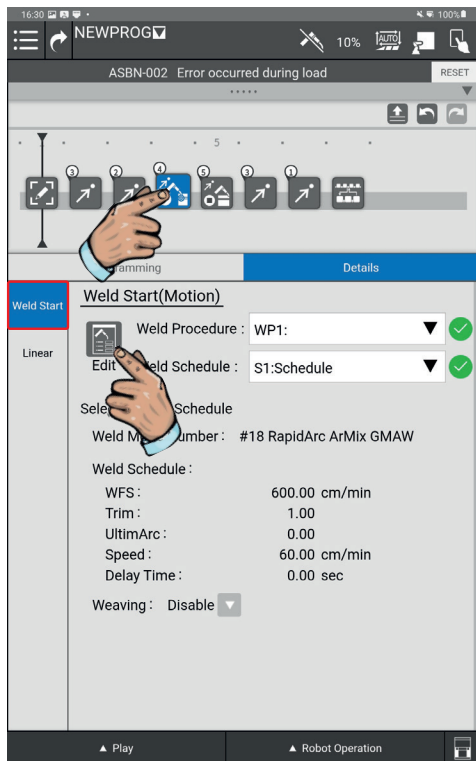 16:30
100%
NEWPROG
10%
AUTO
ASBN-002 Error occurred during load
RESET
5
3 2 4 5 3 1
ramming
Details
Weld Start
Weld Start(Motion)
Weld Procedure : WP1:
Linear
Edit
eld Schedule : S1:Schedule
Sele
Schedule
Weld M
umber : #18 RapidArc ArMix GMAW
Weld Schedule :
WFS : 600.00 cm/min
Trim : 1.00
UltimArc : 0.00
Speed : 60.00 cm/min
Delay Time : 0.00 sec
Weaving : Disable
Play
Robot Operation